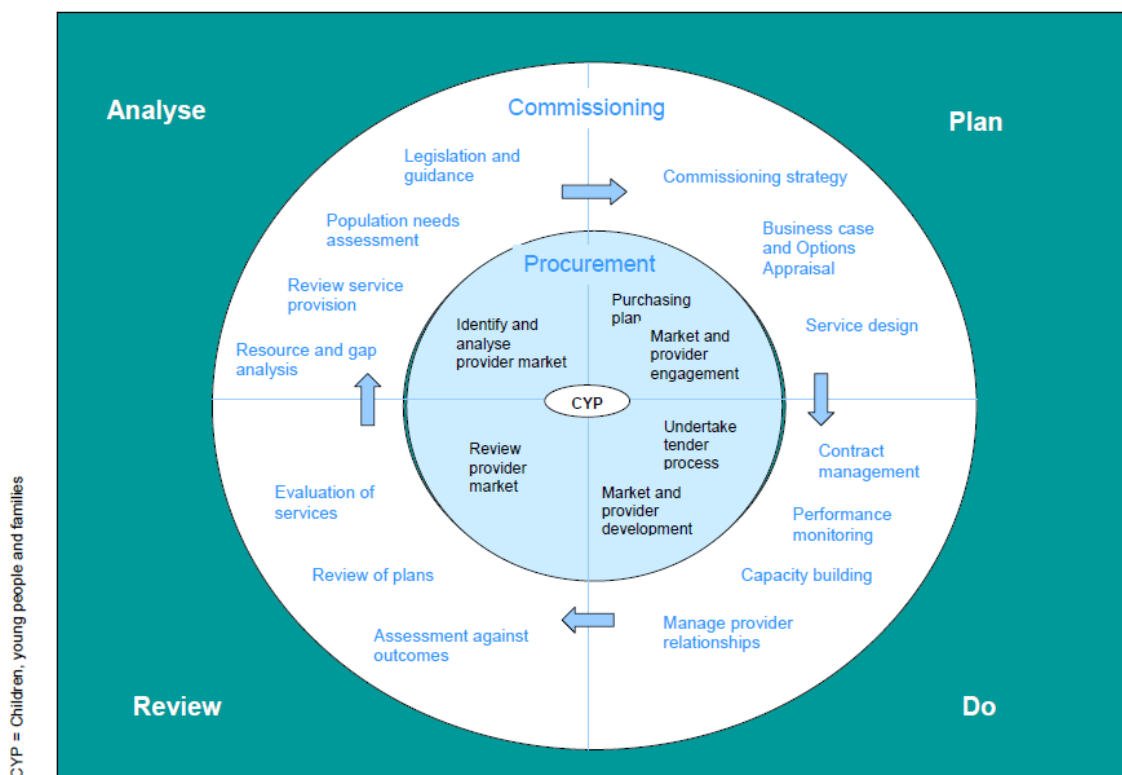 Analyse
Plan
Commissioning
Legislation and
guidance
Commissioning strategy
Population needs
assessment
Business case
and Options
Appraisal
Review service
provision
Service design
Resource and gap
analysis
Procurement
Identify and
analyse
provider market
Purchasing
plan
Market and
provider
engagement
CYP
Review
provider
market
Undertake
tender
process
Market and
provider
development
Contract
management
Performance
monitoring
Capacity building
Manage provider
relationships
Evaluation of
services
Review of plans
Assessment against
outcomes
Review
Do
CYP = Children, young people and families